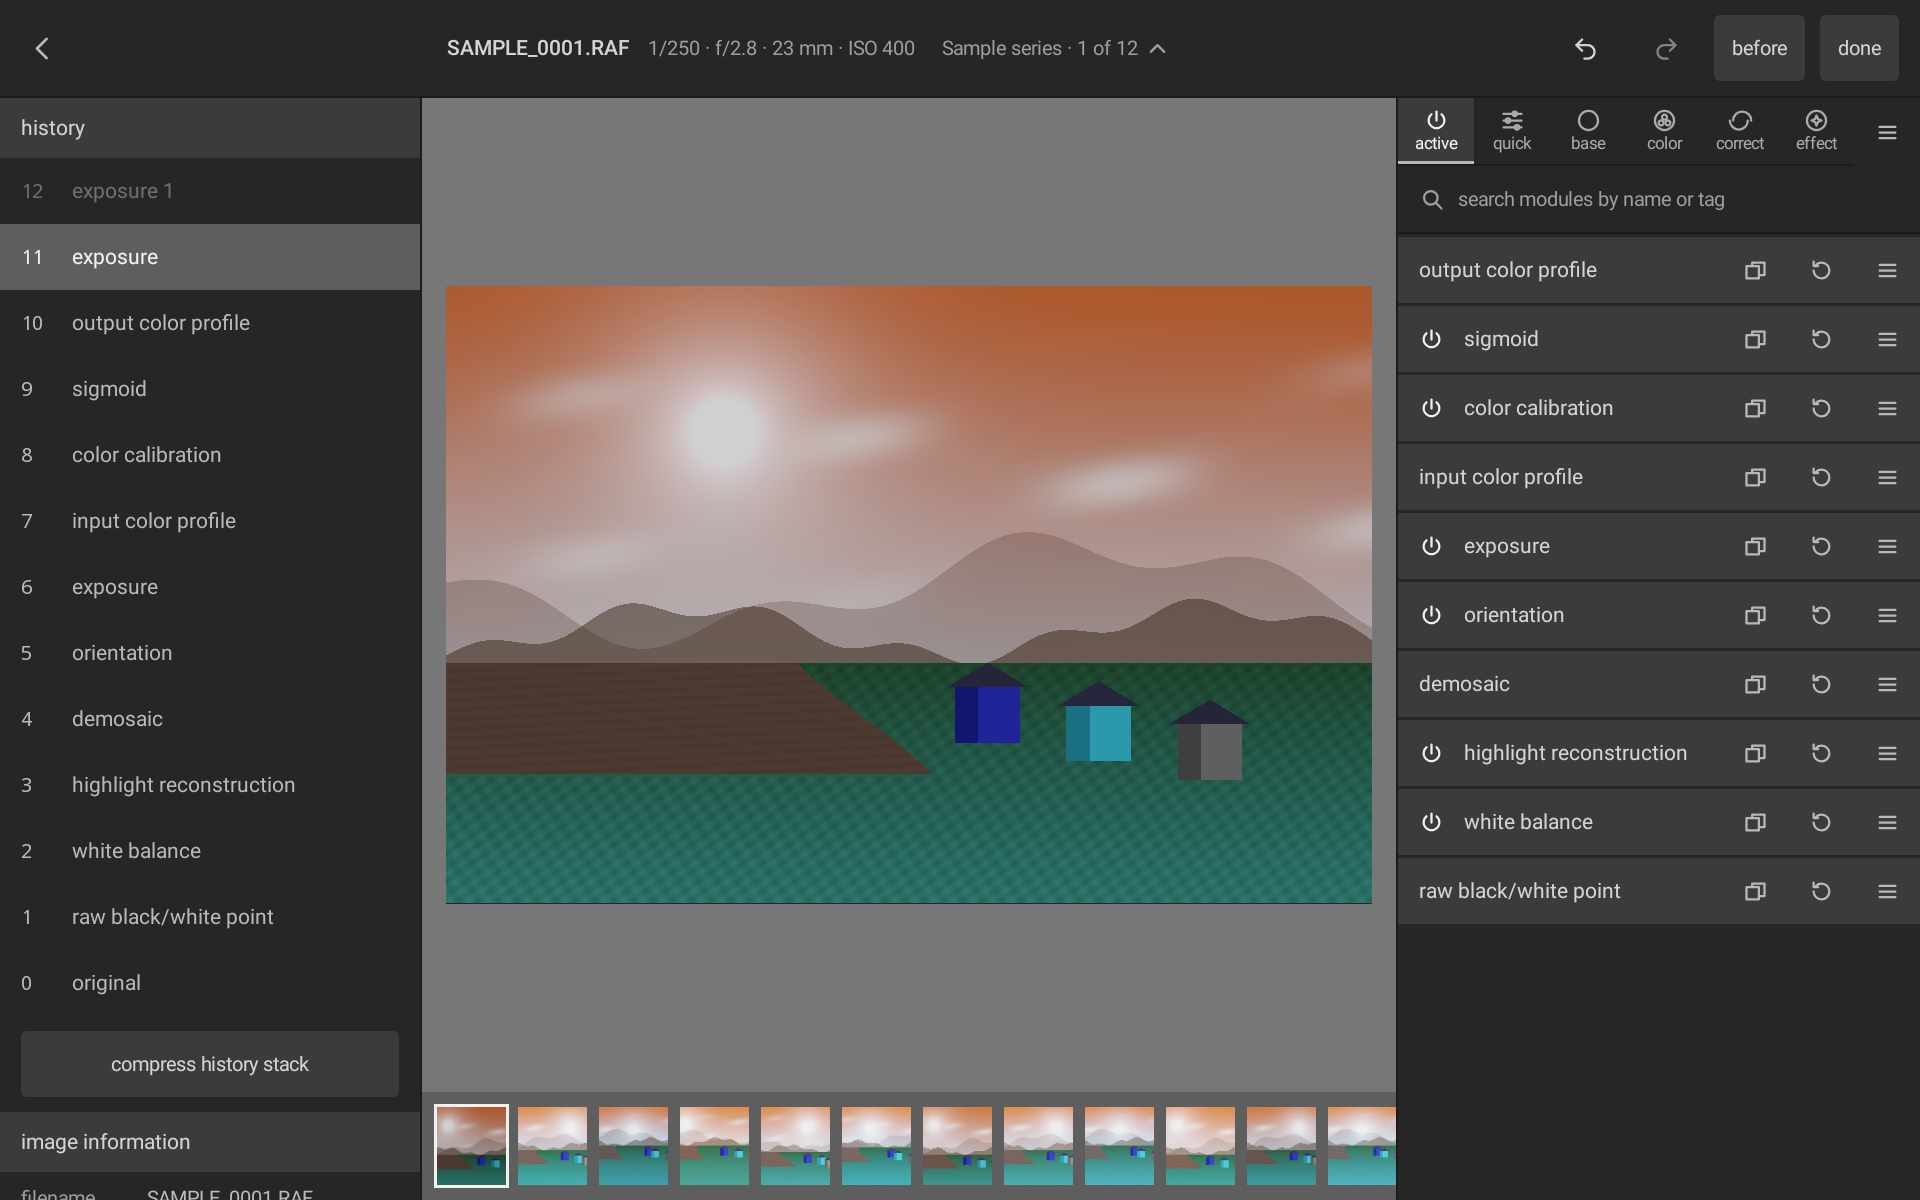 SAMPLE_0001.RAF 1/250 · f/2.8 · 23 mm · ISO 400 Sample series · 1 of 12
before
done
history
12 exposure 1
11 exposure
10 output color profile
9 sigmoid
8 color calibration
7 input color profile
6 exposure
5 orientation
4 demosaic
3 highlight reconstruction
2 white balance
1 raw black/white point
0 original
compress history stack
image information
filename SAMPLE_0001.RAF
active quick base color correct effect
search modules by name or tag
output color profile
sigmoid
color calibration
input color profile
exposure
orientation
demosaic
highlight reconstruction
white balance
raw black/white point